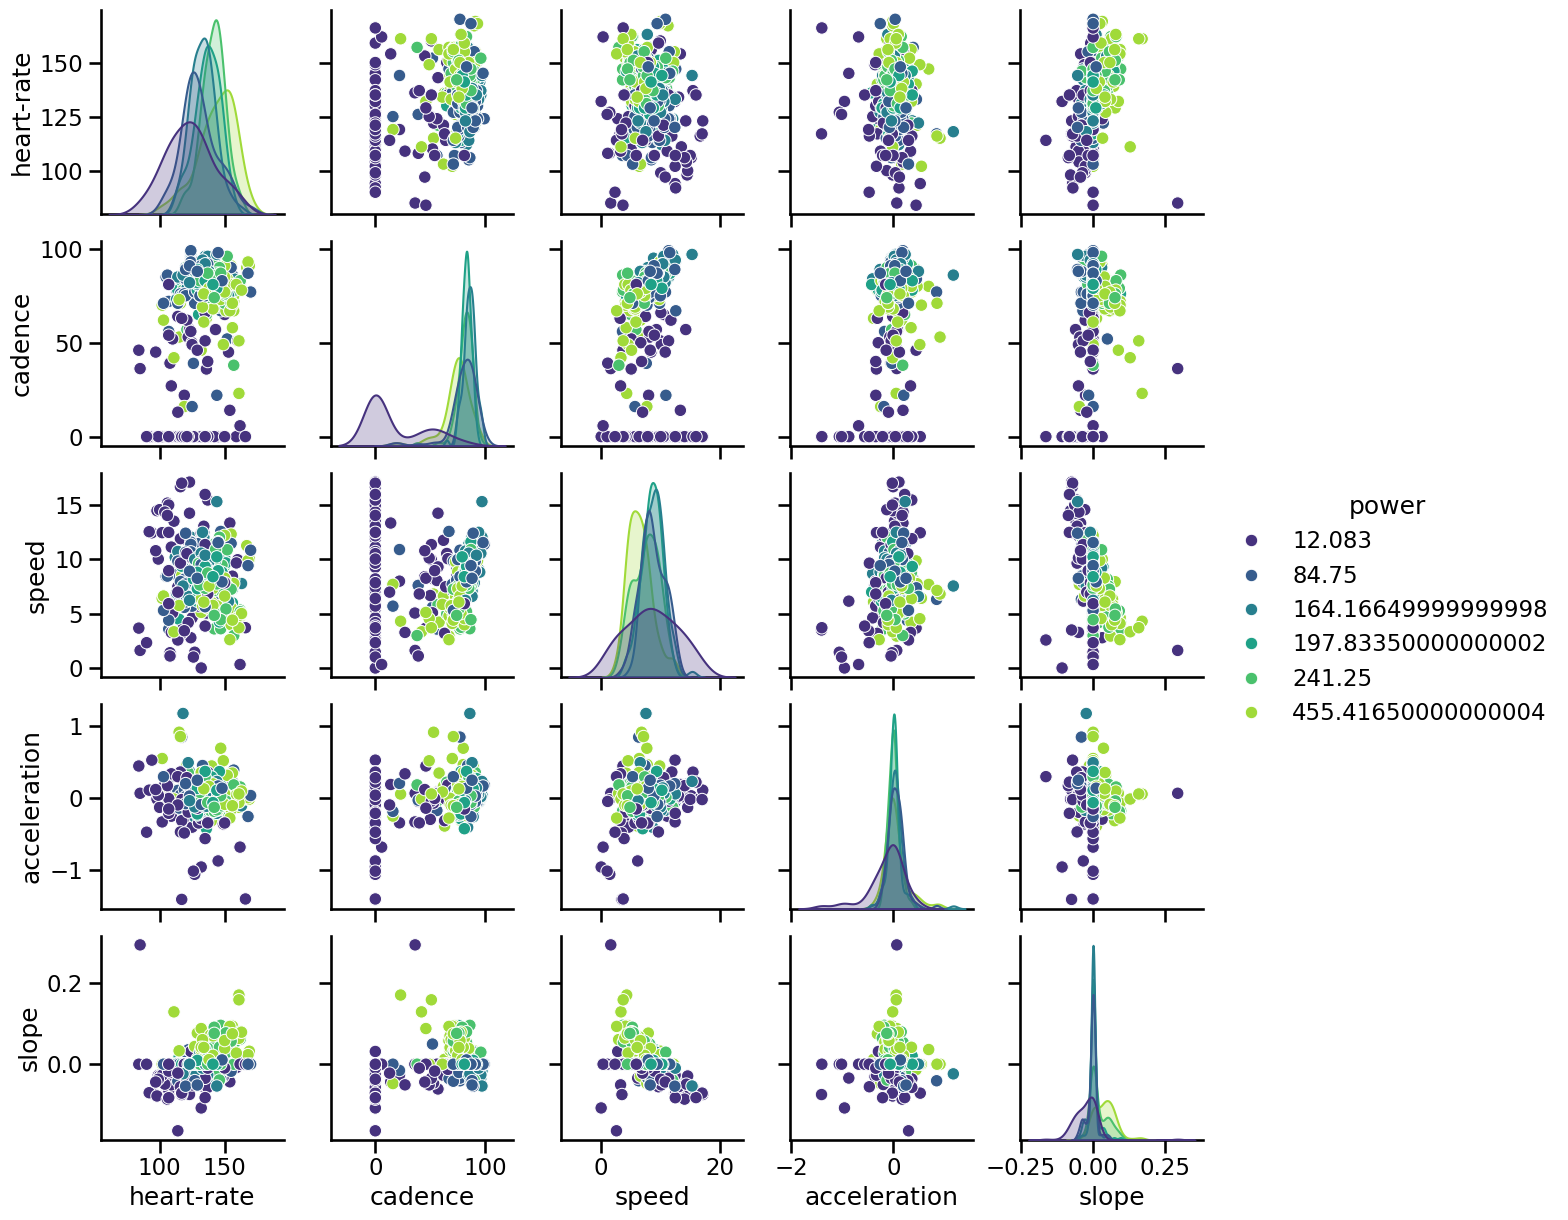 heart-rate
150
125
100
cadence
100
50
0
speed
15
10
5
0
acceleration
1
0
−1
slope
0.2
0.0
100 150
heart-rate
0 100
cadence
0 20
speed
−2 0
acceleration
−0.25 0.00 0.25
slope
power
12.083
84.75
164.16649999999998
197.83350000000002
241.25
455.41650000000004